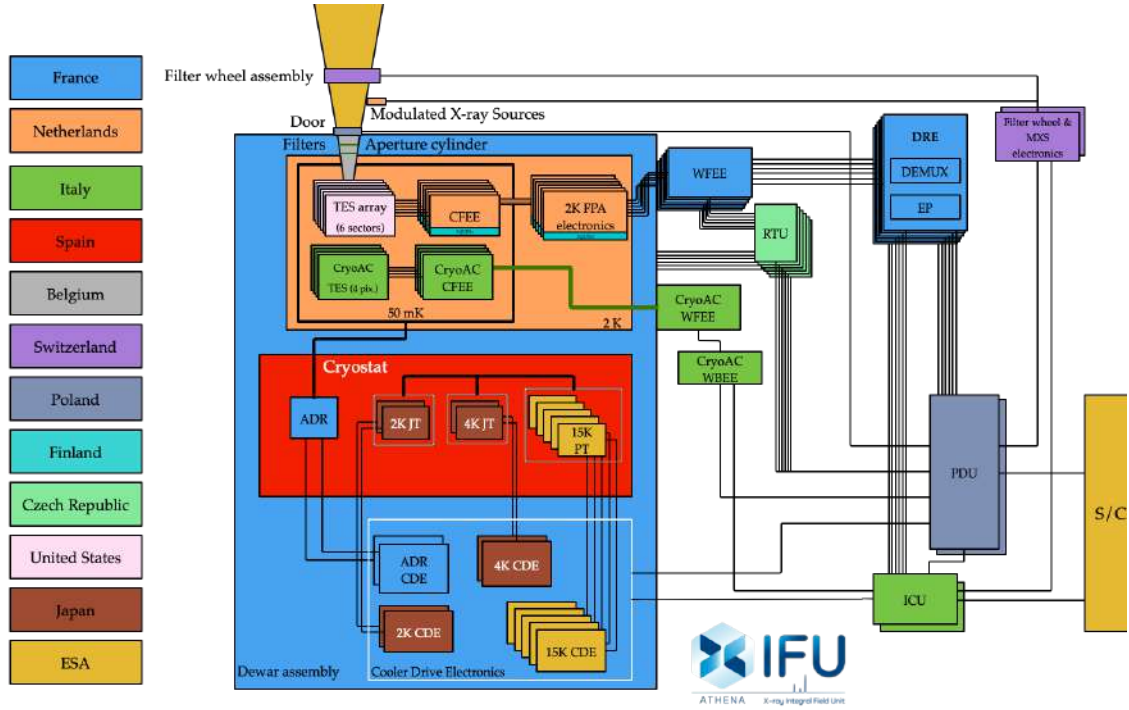 France
Netherlands
Italy
Spain
Belgium
Switzerland
Poland
Finland
Czech Republic
United States
Japan
ESA
Filter wheel assembly
Modulated X-ray Sources
Door
Filters
Aperture cylinder
TES array
(6 sectors)
CFEE
2K FPA
electronics
CryoAC
TES (4 pix.)
CryoAC
CFEE
50 mK
2 K
WFEE
DRE
DEMUX
EP
Filter wheel &
MXS
electronics
RTU
CryoAC
WFEE
CryoAC
WBEE
Cryostat
ADR
2K JT
4K JT
15K
PT
PDU
S/C
ADR
CDE
4K CDE
ICU
2K CDE
15K CDE
Dewar assembly
Cooler Drive Electronics
XIFU
ATHENA
X-ray Integral Field Unit